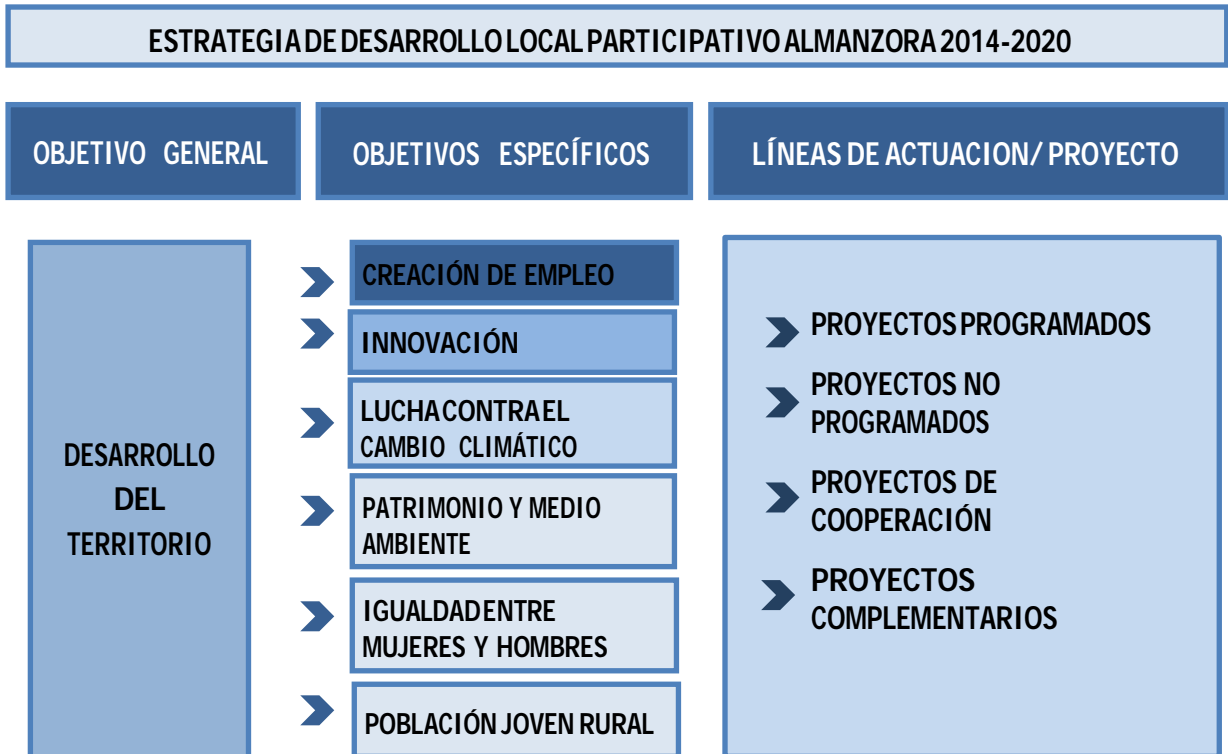 ESTRATEGIA DE DESARROLLO LOCAL PARTICIPATIVO ALMANZORA 2014-2020
OBJETIVO GENERAL
OBJETIVOS ESPECÍFICOS
LÍNEAS DE ACTUACION/ PROYECTO
DESARROLLO
DEL
TERRITORIO
CREACIÓN DE EMPLEO
INNOVACIÓN
LUCHA CONTRA EL
CAMBIO CLIMÁTICO
PATRIMONIO Y MEDIO
AMBIENTE
IGUALDAD ENTRE
MUJERES Y HOMBRES
POBLACIÓN JOVEN RURAL
PROYECTOS PROGRAMADOS
PROYECTOS NO
PROGRAMADOS
PROYECTOS DE
COOPERACIÓN
PROYECTOS
COMPLEMENTARIOS